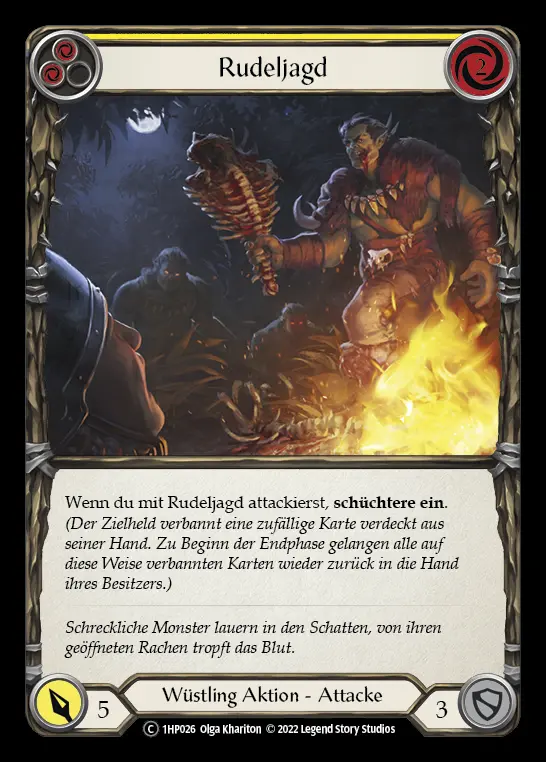 Rudeljagd
2
Wenn du mit Rudeljagd attackierst, schüchtere ein.
(Der Zielheld verbannt eine zufällige Karte verdeckt aus
seiner Hand. Zu Beginn der Endphase gelangen alle auf
diese Weise verbannten Karten wieder zurück in die Hand
ihres Besitzers.)
Schreckliche Monster lauern in den Schatten, von ihren
geöffneten Rachen tropft das Blut.
5
Wüstling Aktion - Attacke
3
C 1HP026 Olga Khariton © 2022 Legend Story Studios